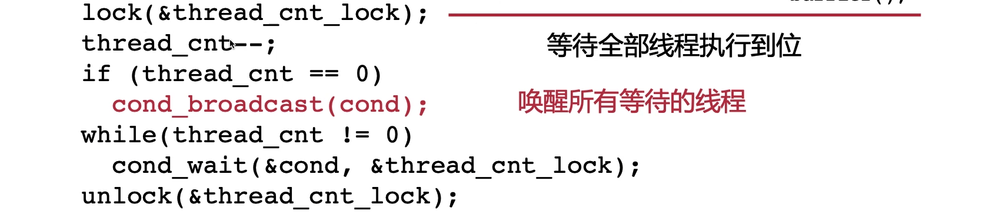 lock(&thread_cnt_lock);
thread_cnt--;
等待全部线程执行到位
if (thread_cnt == 0)
cond_broadcast(cond);
唤醒所有等待的线程
while(thread_cnt != 0)
cond_wait(&cond, &thread_cnt_lock);
unlock(&thread_cnt_lock);